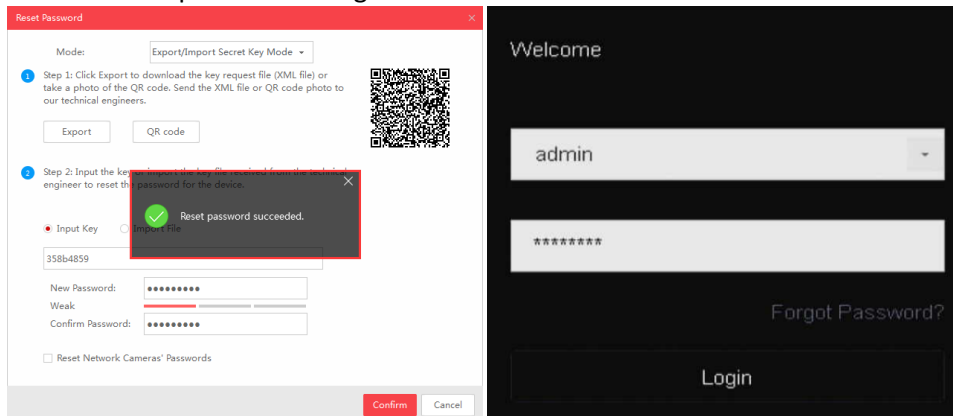 Reset Password
Mode:
Export/Import Secret Key Mode
1
Step 1: Click Export to download the key request file (XML file) or
take a photo of the QR code. Send the XML file or QR code photo to
our technical engineers.
Export
QR code
2
Step 2: Input the key or import the key file received from the technical
engineer to reset the password for the device.
Reset password succeeded.
Input Key
Import File
358b4859
New Password:
●●●●●●●●●
Weak
Confirm Password:
●●●●●●●●●
Reset Network Cameras' Passwords
Confirm
Cancel
Welcome
admin
********
Forgot Password?
Login